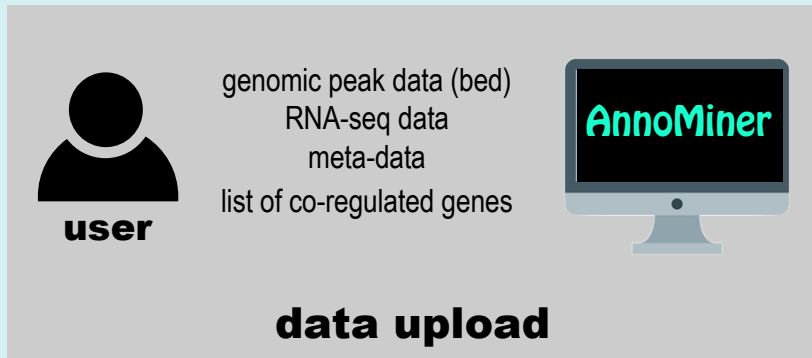 genomic peak data (bed)
RNA-seq data
meta-data
list of co-regulated genes
AnnoMiner
user
data upload